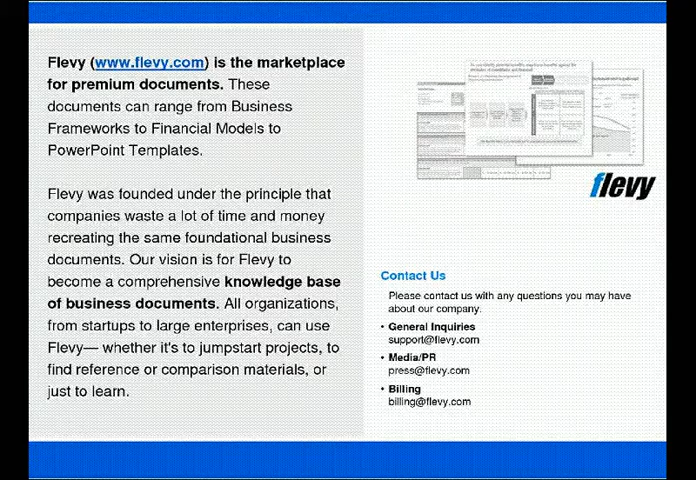 Flevy (www.flevy.com) is the marketplace
for premium documents. These
documents can range from Business
Frameworks to Financial Models to
PowerPoint Templates.
Flevy was founded under the principle that
companies waste a lot of time and money
recreating the same foundational business
documents. Our vision is for Flevy to
become a comprehensive knowledge base
of business documents. All organizations,
from startups to large enterprises, can use
Flevy— whether it's to jumpstart projects, to
find reference or comparison materials, or
just to learn.
flevy
Contact Us
Please contact us with any questions you may have
about our company.
• General Inquiries
support@flevy.com
• Media/PR
press@flevy.com
• Billing
billing@flevy.com